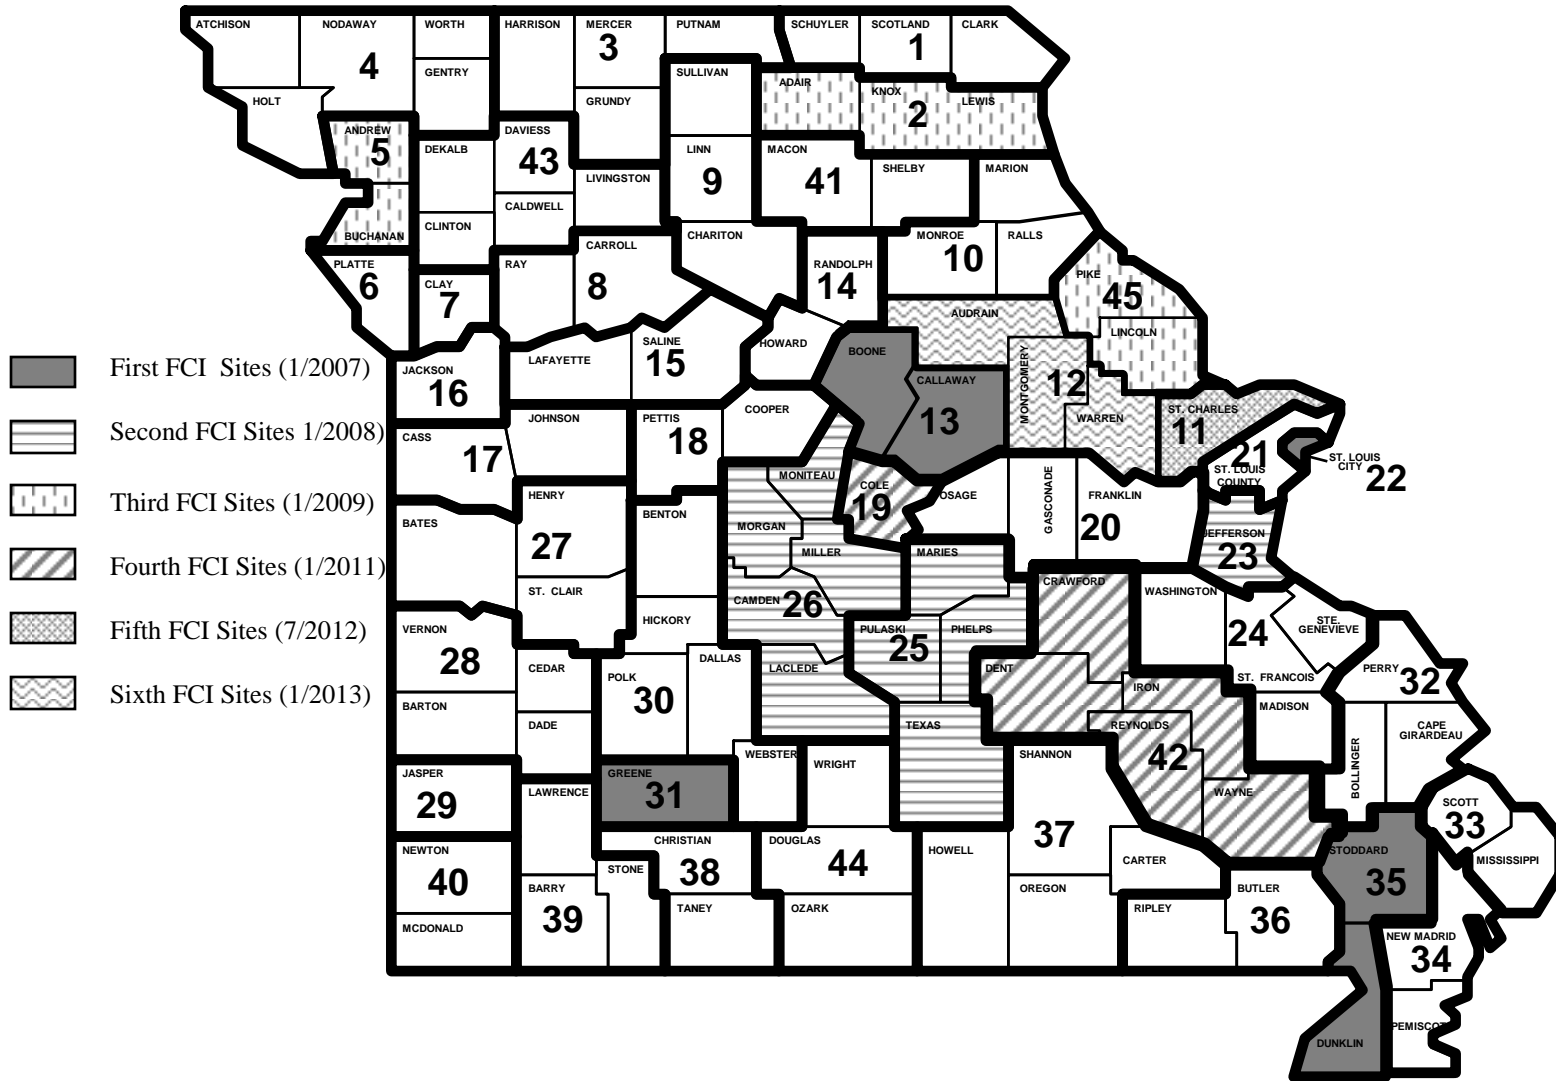 ATCHISON
NODAWAY
WORTH
HARRISON
MERCER
PUTNAM
SCHUYLER
SCOTLAND
CLARK
4
3
1
GENTRY
SULLIVAN
ADAIR
KNOX
LEWIS
HOLT
GRUNDY
2
ANDREW
5
DEKALB
DAVIESS
43
LINN
9
MACON
41
SHELBY
MARION
LIVINGSTON
CALDWELL
BUCHANAN
CLINTON
CARROLL
CHARITON
MONROE
10
RALLS
PLATTE
6
CLAY
7
RAY
8
RANDOLPH
14
PIKE
45
AUDRAIN
LINCOLN
First FCI Sites (1/2007)
JACKSON
16
LAFAYETTE
SALINE
15
HOWARD
BOONE
CALLAWAY
13
MONTGOMERY
12
WARREN
ST. CHARLES
11
Second FCI Sites 1/2008)
CASS
17
JOHNSON
PETTIS
18
COOPER
21
ST. LOUIS
COUNTY
ST. LOUIS
CITY
22
Third FCI Sites (1/2009)
BATES
HENRY
27
BENTON
MONITEAU
MORGAN
COLE
19
OSAGE
GASCONADE
FRANKLIN
20
JEFFERSON
23
Fourth FCI Sites (1/2011)
ST. CLAIR
MILLER
CAMDEN
26
MARIES
CRAWFORD
WASHINGTON
24
STE.
GENEVIEVE
Fifth FCI Sites (7/2012)
VERNON
28
HICKORY
PULASKI
25
PHELPS
Sixth FCI Sites (1/2013)
CEDAR
POLK
30
DALLAS
LACLEDE
DENT
IRON
ST. FRANCOIS
PERRY
32
BARTON
DADE
TEXAS
REYNOLDS
42
MADISON
BOLLINGER
CAPE
GIRARDEAU
JASPER
29
LAWRENCE
GREENE
31
WEBSTER
WRIGHT
SHANNON
WAYNE
SCOTT
33
MISSISSIPPI
NEWTON
40
CHRISTIAN
38
STONE
DOUGLAS
44
HOWELL
37
CARTER
STODDARD
35
BARRY
39
OREGON
BUTLER
36
MCDONALD
TANEY
OZARK
RIPLEY
NEW MADRID
34
PEMISCOT
DUNKLIN